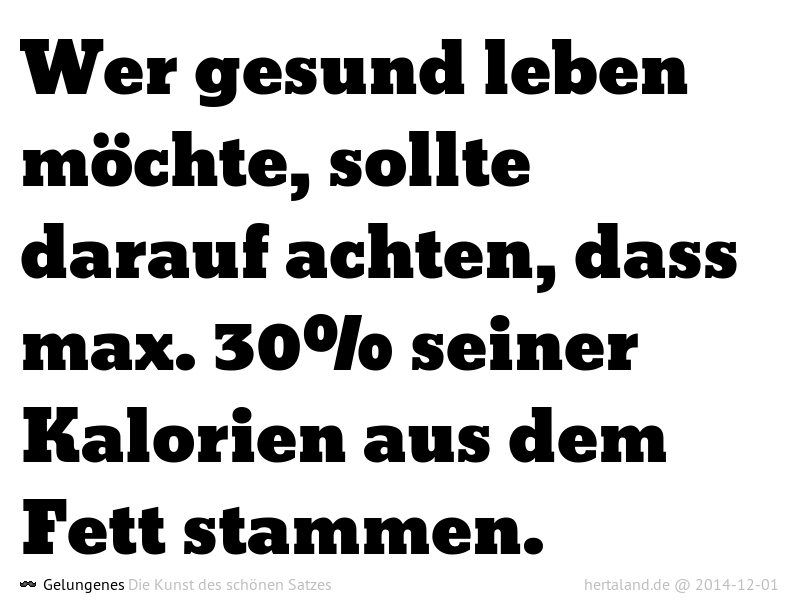 Wer gesund leben
möchte, sollte
darauf achten, dass
max. 30% seiner
Kalorien aus dem
Fett stammen.
Gelungenes Die Kunst des schönen Satzes hertaland.de @ 2014-12-01